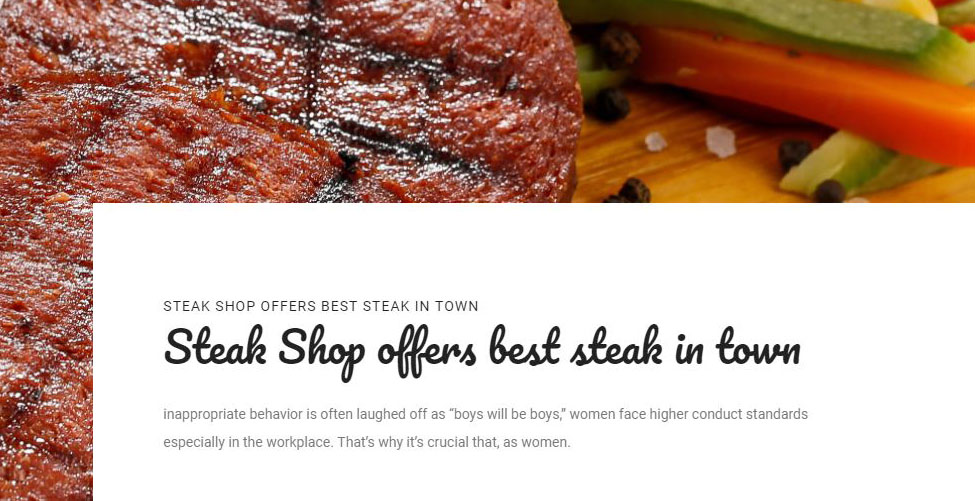 STEAK SHOP OFFERS BEST STEAK IN TOWN
Steak Shop offers best steak in town
inappropriate behavior is often laughed off as “boys will be boys,” women face higher conduct standards
especially in the workplace. That’s why it’s crucial that, as women.